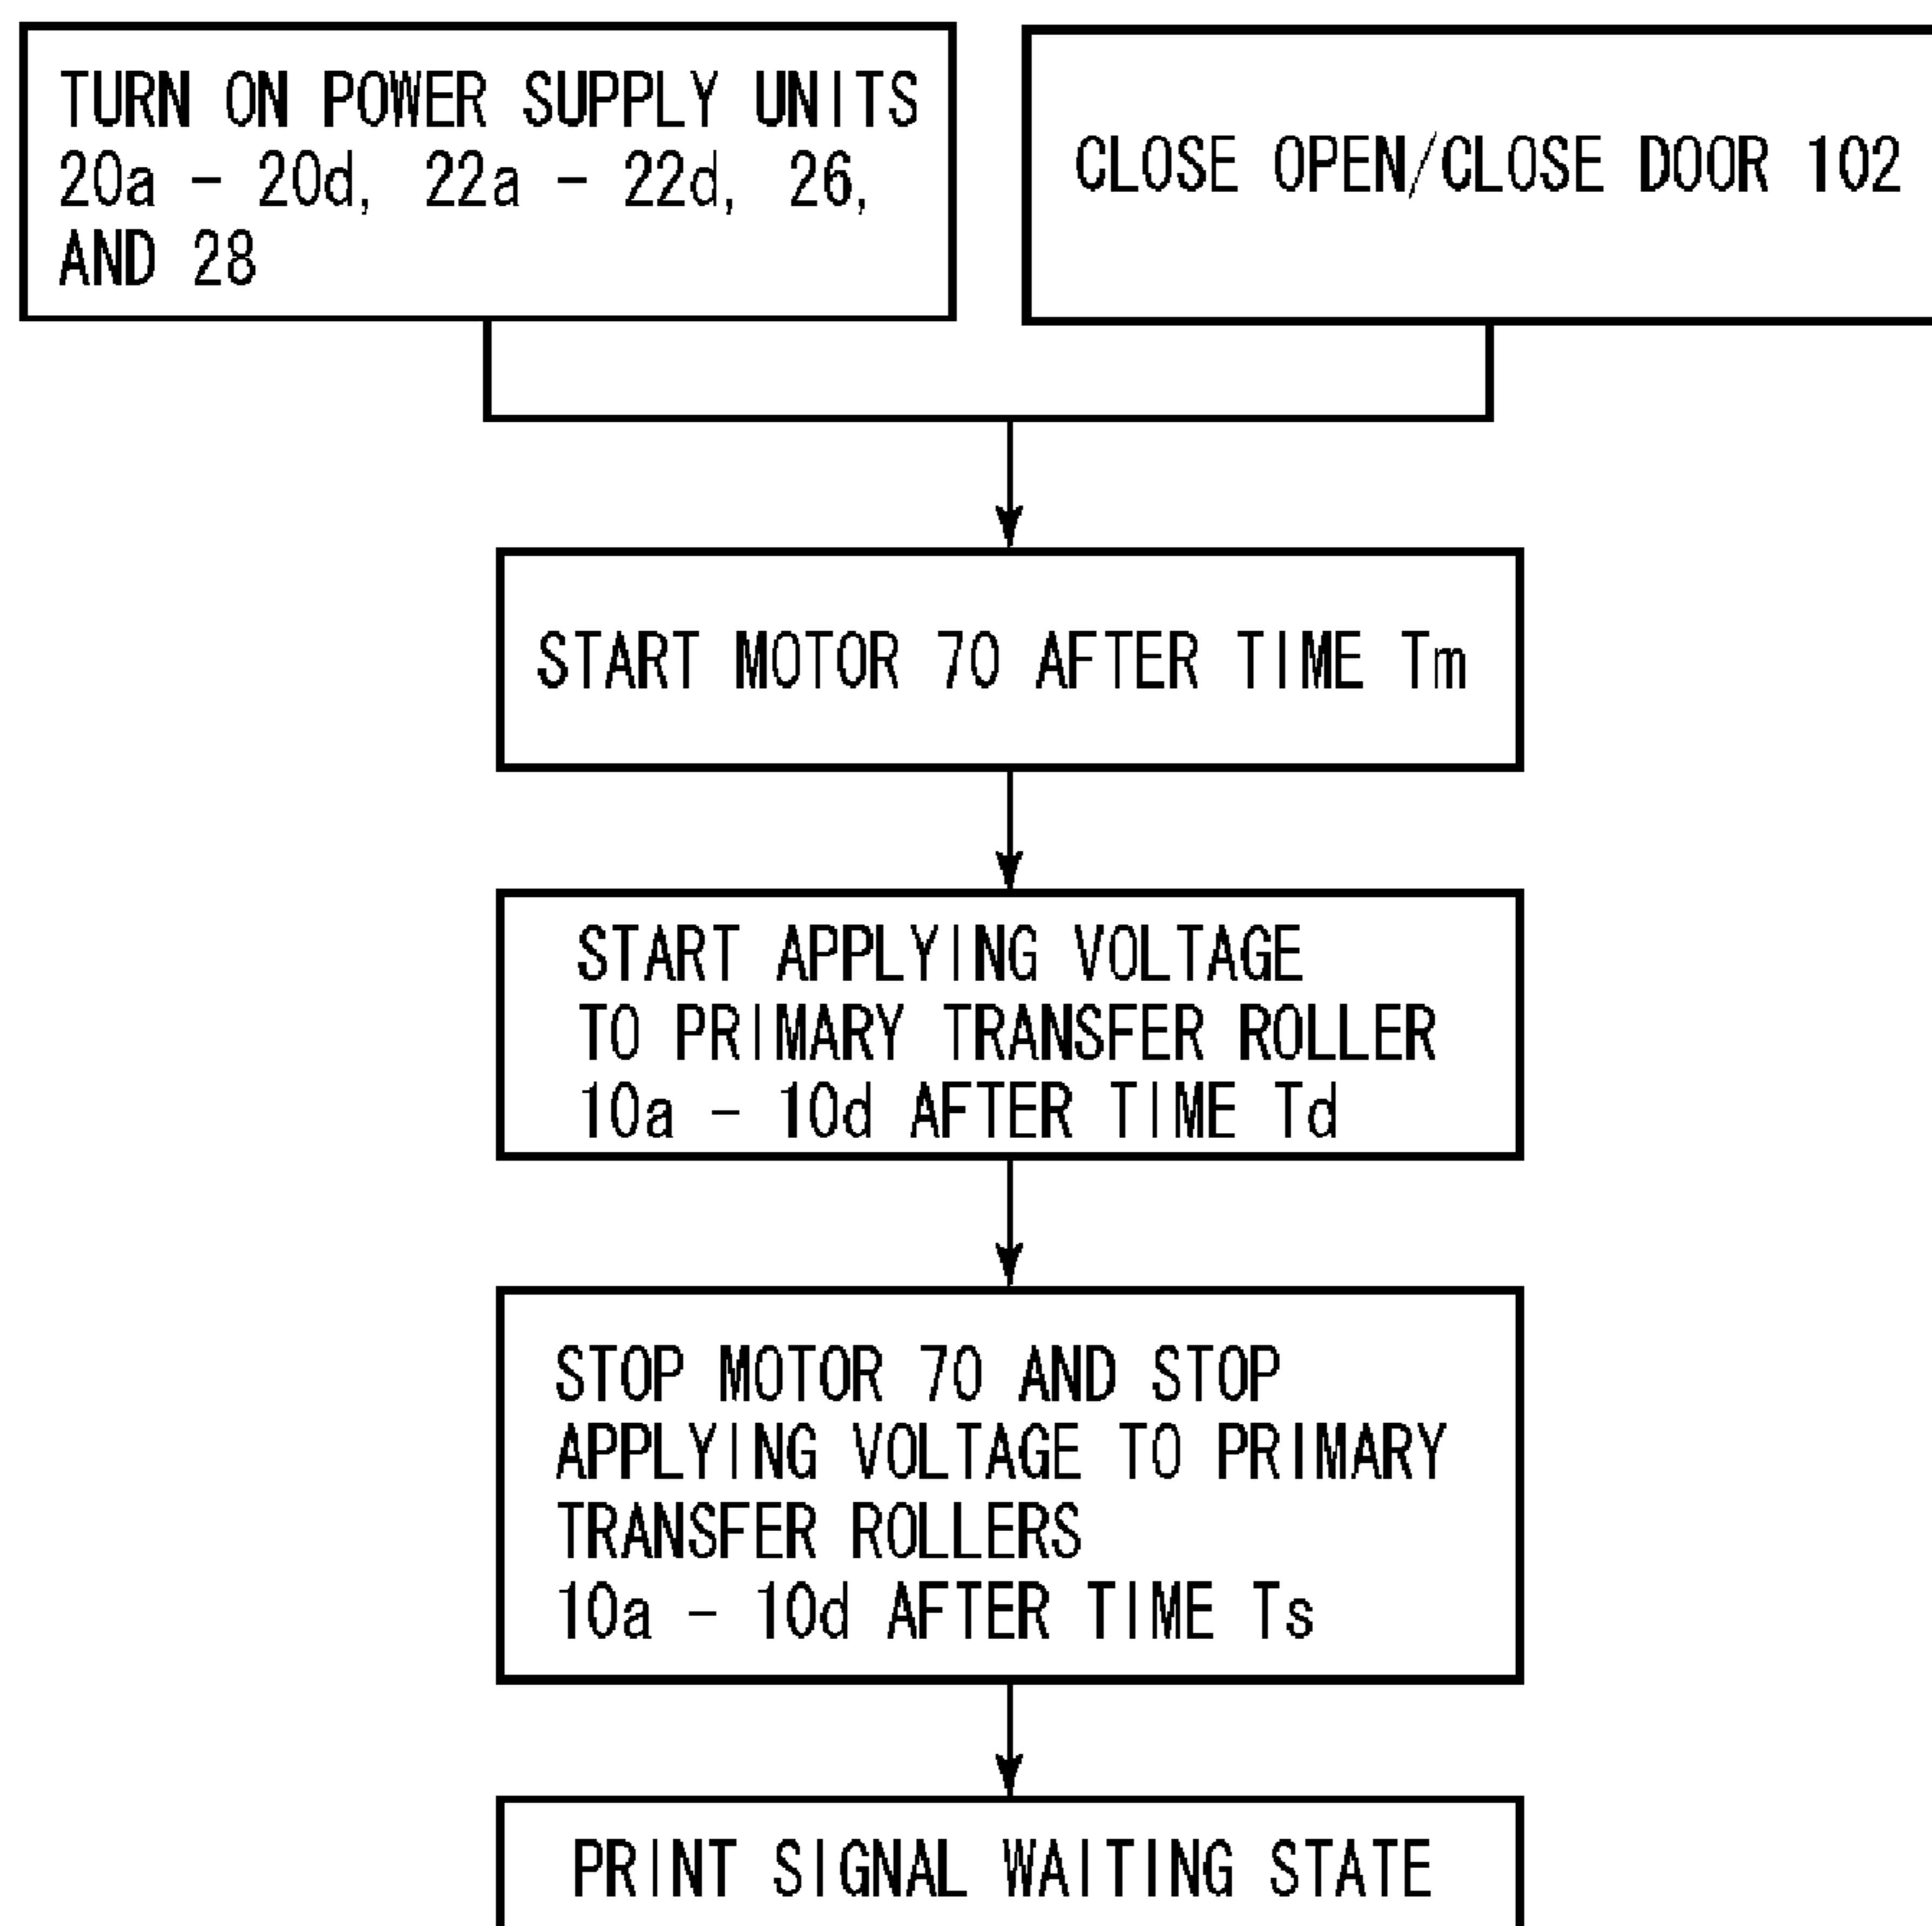 TURN ON POWER SUPPLY UNITS
20a - 20d, 22a - 22d, 26,
AND 28
CLOSE OPEN/CLOSE DOOR 102
START MOTOR 70 AFTER TIME Tm
START APPLYING VOLTAGE
TO PRIMARY TRANSFER ROLLER
10a - 10d AFTER TIME Td
STOP MOTOR 70 AND STOP
APPLYING VOLTAGE TO PRIMARY
TRANSFER ROLLERS
10a - 10d AFTER TIME Ts
PRINT SIGNAL WAITING STATE